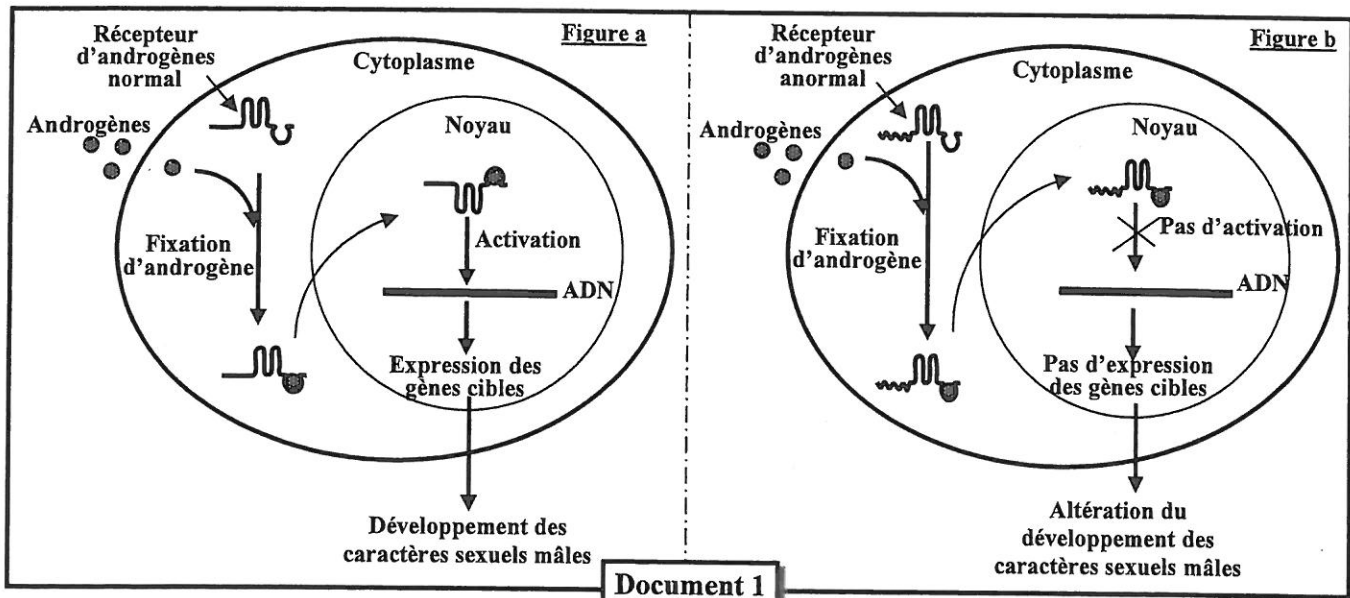 Figure a
Récepteur
d'androgènes
normal
Cytoplasme
Androgènes
Noyau
Fixation
d'androgène
Activation
ADN
Expression des
gènes cibles
Développement des
caractères sexuels mâles
Figure b
Récepteur
d'androgènes
anormal
Cytoplasme
Androgènes
Noyau
Fixation
d'androgène
Pas d'activation
ADN
Pas d'expression
des gènes cibles
Altération du
développement des
caractères sexuels mâles
Document 1